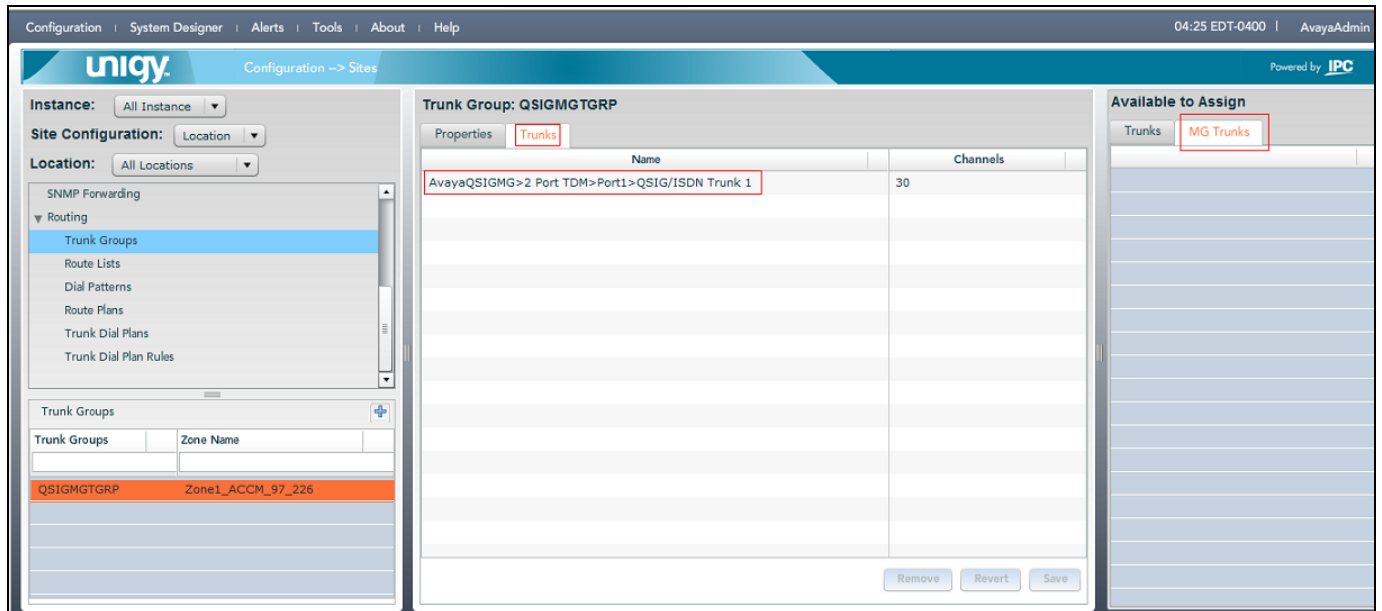 Configuration | System Designer | Alerts | Tools | About | Help
04:25 EDT-0400 | AvayaAdmin
unigy™
Configuration --> Sites
Powered by IPC
Instance: All Instance
Site Configuration: Location
Location: All Locations
SNMP Forwarding
Routing
Trunk Groups
Route Lists
Dial Patterns
Route Plans
Trunk Dial Plans
Trunk Dial Plan Rules
Trunk Groups
Trunk Groups Zone Name
QSIGMGTGRP Zone1_ACCM_97_226
Trunk Group: QSIGMGTGRP
Properties Trunks
Name Channels
AvayaQSIGMG>2 Port TDM>Port1>QSIG/ISDN Trunk 1 30
Remove Revert Save
Available to Assign
Trunks MG Trunks